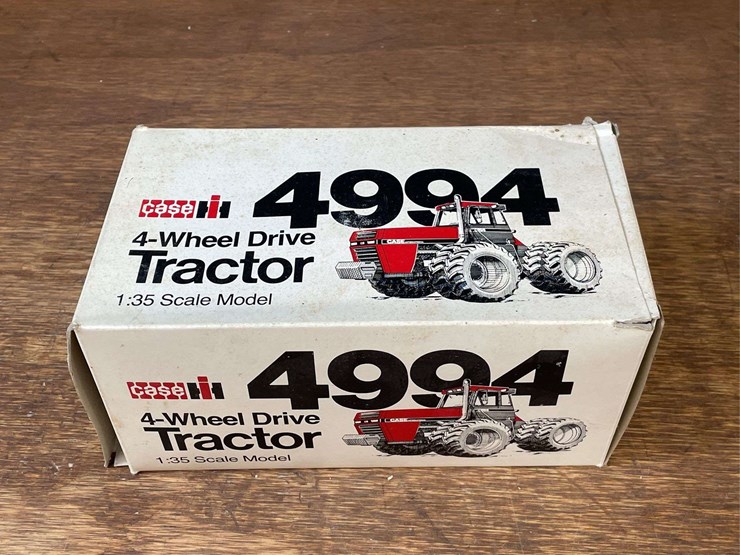 case IH 4994
4-Wheel Drive
Tractor
1:35 Scale Model
CASE
case IH 4994
4-Wheel Drive
Tractor
1:35 Scale Model
CASE